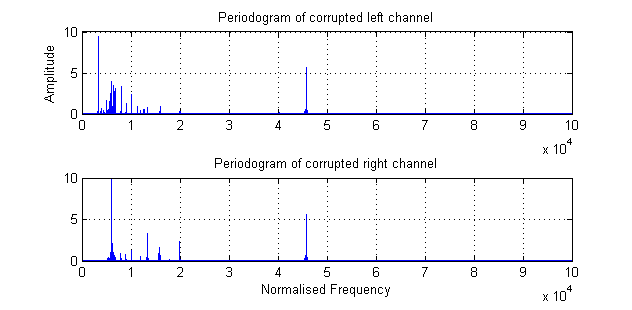 Periodogram of corrupted left channel
10
5
0
Amplitude
0 1 2 3 4 5 6 7 8 9 10
x 10^4
Periodogram of corrupted right channel
10
5
0
0 1 2 3 4 5 6 7 8 9 10
Normalised Frequency
x 10^4